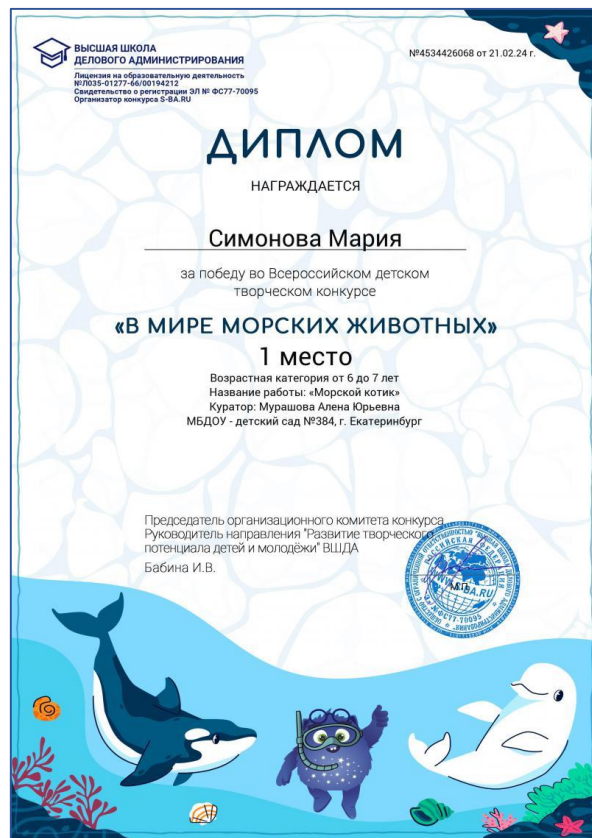 ВЫСШАЯ ШКОЛА
ДЕЛОВОГО АДМИНИСТРИРОВАНИЯ
Лицензия на образовательную деятельность
№Л035-01277-66/00194212
Свидетельство о регистрации ЭЛ № ФС77-70095
Организатор конкурса S-BA.RU
№4534426068 от 21.02.24 г.
ДИПЛОМ
НАГРАЖДАЕТСЯ
Симонова Мария
за победу во Всероссийском детском
творческом конкурсе
«В МИРЕ МОРСКИХ ЖИВОТНЫХ»
1 место
Возрастная категория от 6 до 7 лет
Название работы: «Морской котик»
Куратор: Мурашова Алена Юрьевна
МБДОУ - детский сад №384, г. Екатеринбург
Председатель организационного комитета конкурса
Руководитель направления "Развитие творческого
потенциала детей и молодёжи" ВШДА
Бабина И.В.
РОССИЙСКАЯ ФЕДЕРАЦИЯ
М.П.
ФС77-70095